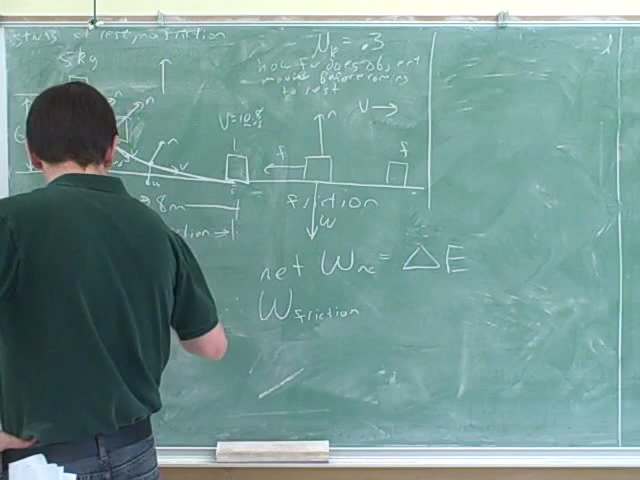 starts at rest no friction
μk = .3
how far does object
move before coming
to rest
5kg
V=10.8
V →
n
n
n
f
f
i
V
w
8m
friction
W
net Wnc = ΔE
W friction